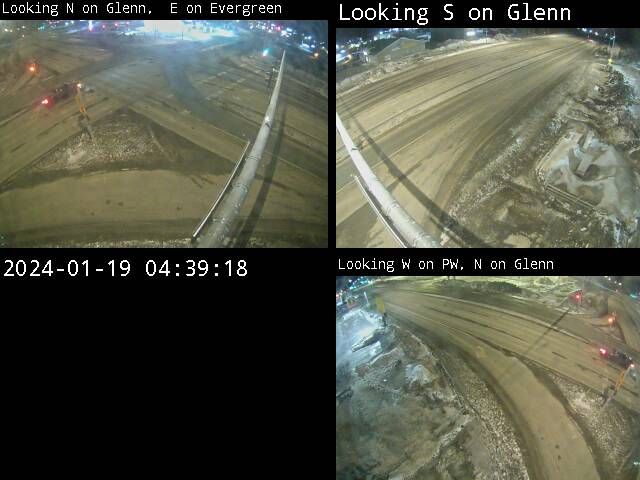 Looking N on Glenn,  E on Evergreen
Looking S on Glenn
2024-01-19 04:39:18
Looking W on PW, N on Glenn